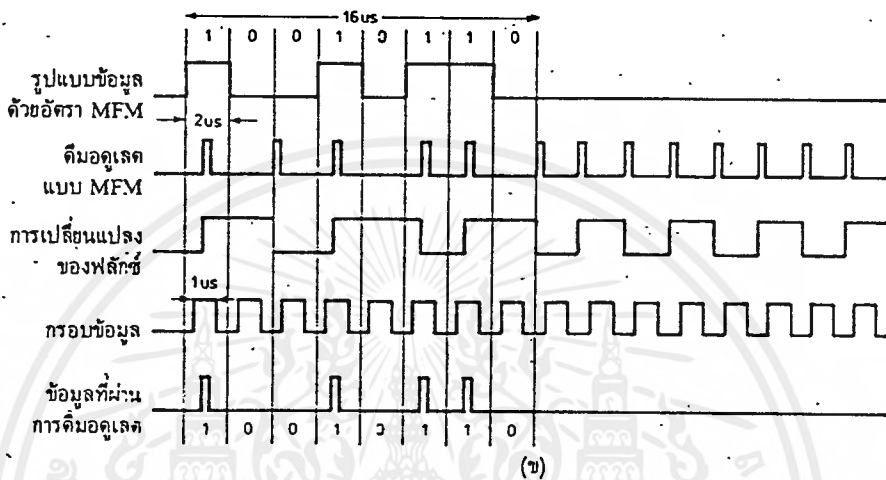 16us
1 0 0 1 0 1 1 0
รูปแบบข้อมูล
ด้วยอัตรา MFM
2us
ดีมอดูเลต
แบบ MFM
การเปลี่ยนแปลง
ของฟลักซ์
1us
กรอบข้อมูล
ข้อมูลที่ผ่าน
การดีมอดูเลต
1 0 0 1 0 1 1 0
(ข)